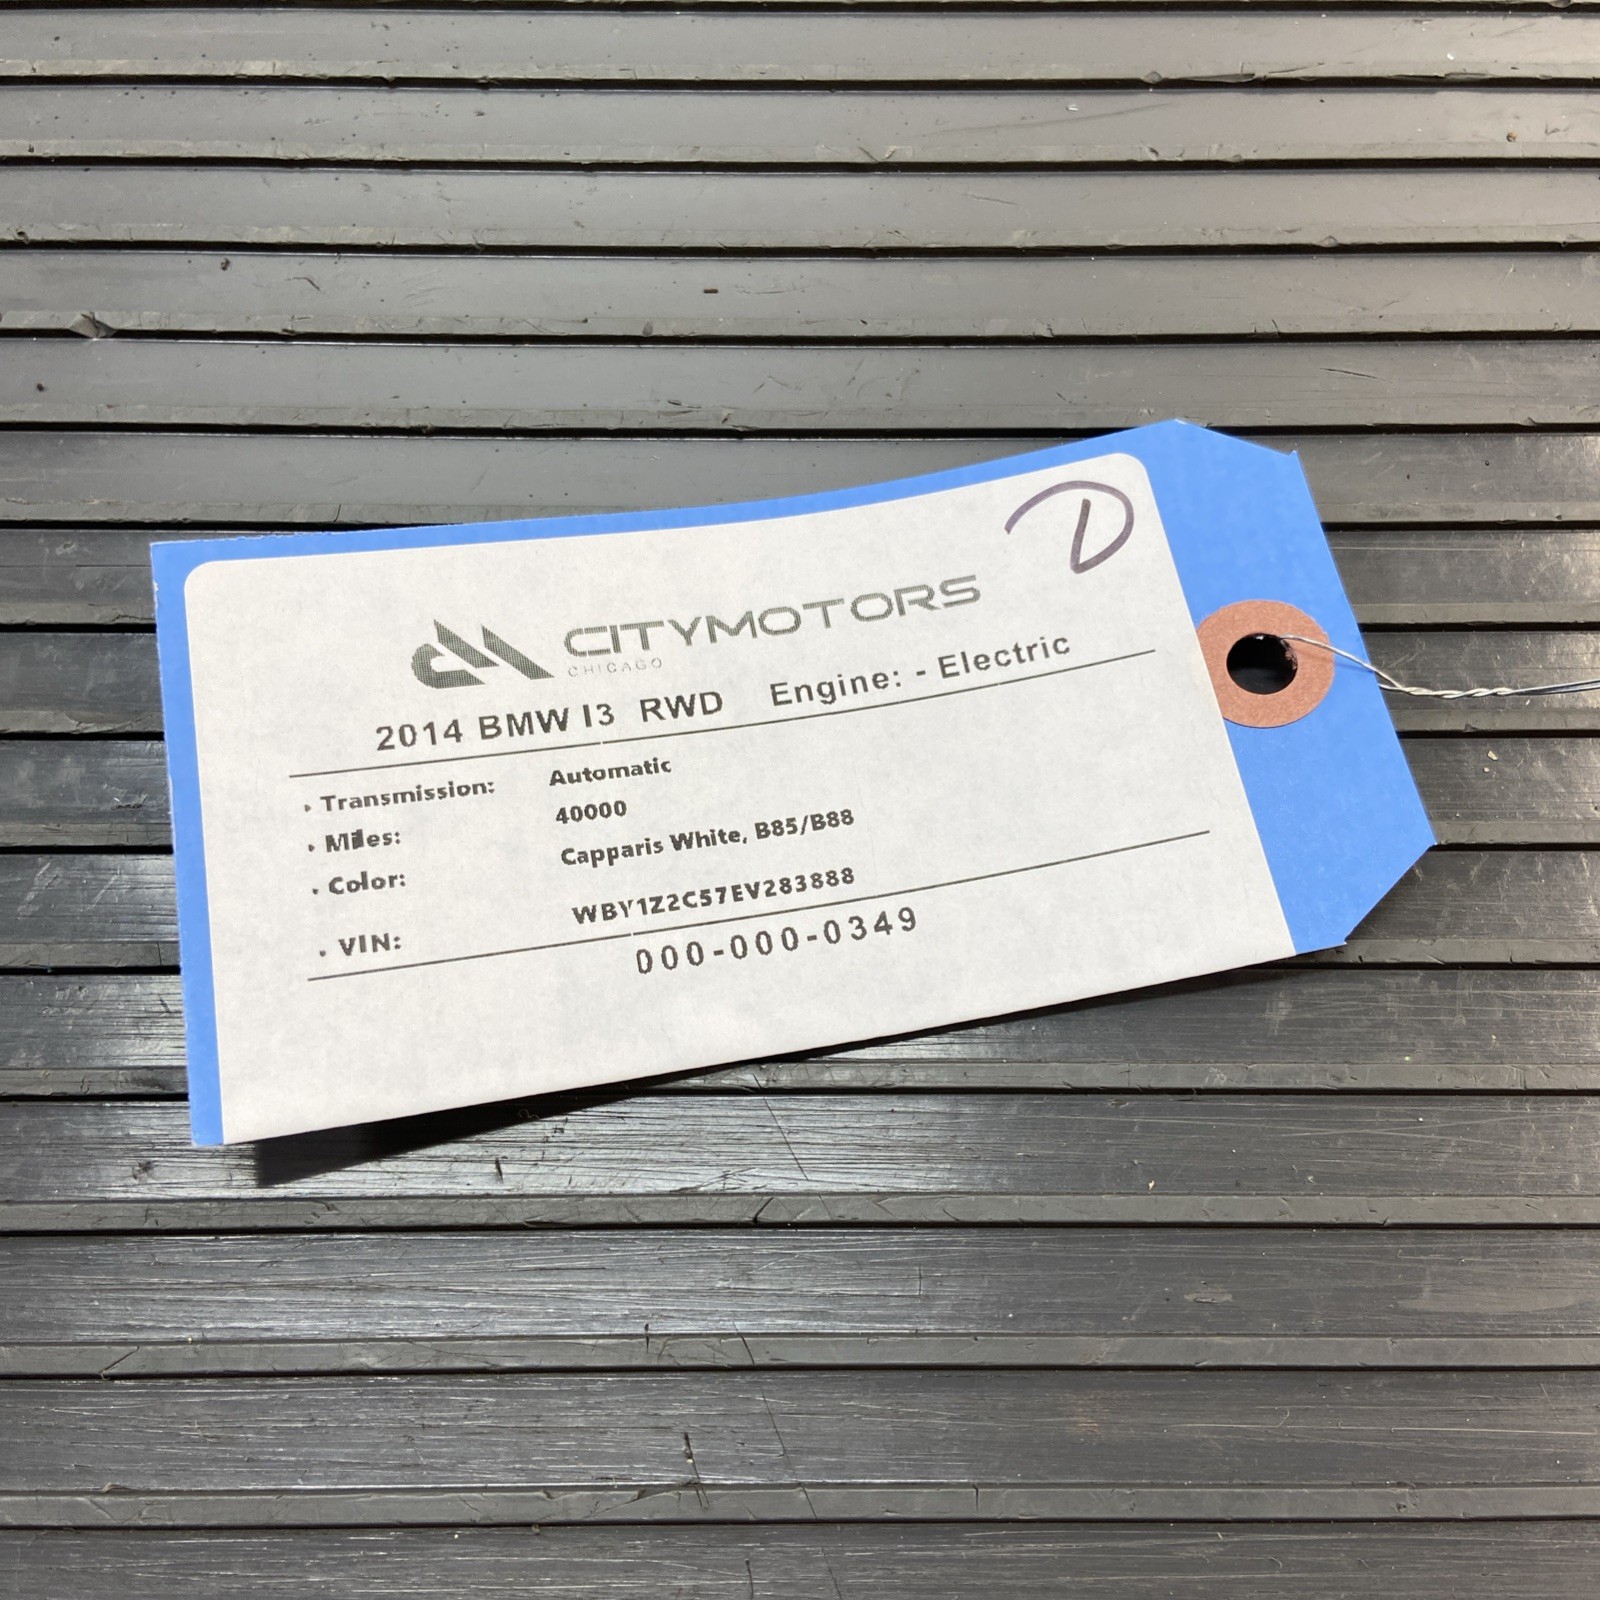 D
CITYMOTORS
CHICAGO
2014 BMW I3 RWD Engine: - Electric
• Transmission: Automatic
• Miles: 40000
• Color: Capparis White, B85/B88
• VIN: WBY1Z2C57EV283888
000-000-0349